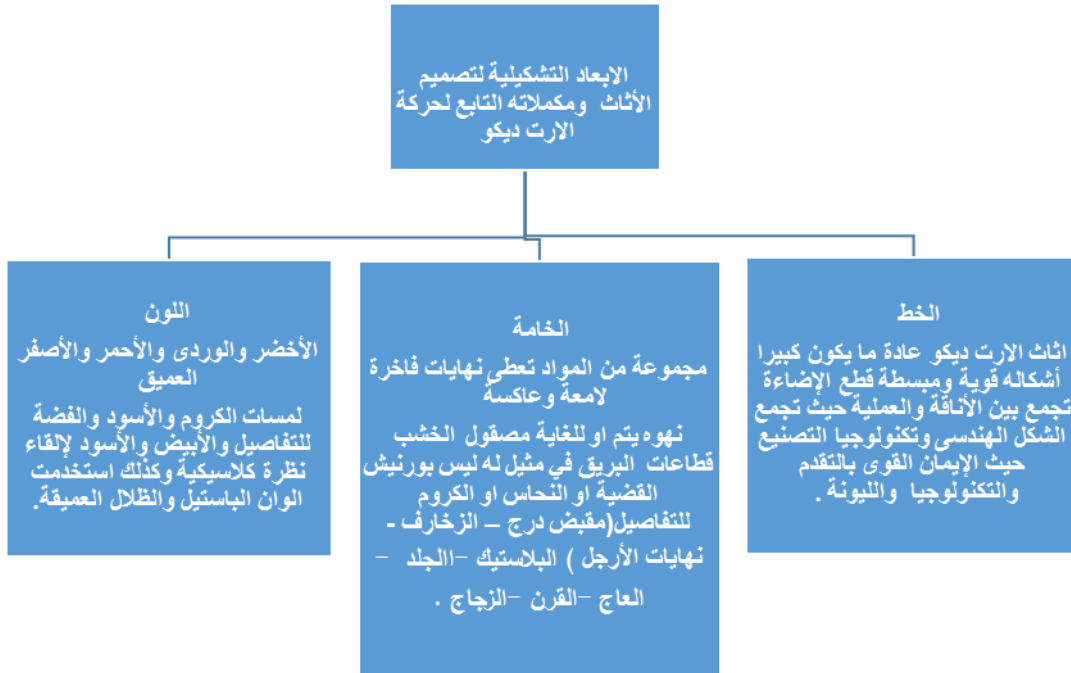 الابعاد التشكيلية لتصميم
الأثاث ومكملاته التابع لحركة
الارت ديكو
الخط
اثاث الارت ديكو عادة ما يكون كبيرا
أشكاله قوية ومبسطة قطع الإضاءة
تجمع بين الأناقة والعملية حيث تجمع
الشكل الهندسى وتكنولوجيا التصنيع
حيث الإيمان القوى بالتقدم
والتكنولوجيا والليونة .
الخامة
مجموعة من المواد تعطى نهايات فاخرة
لامعة وعاكسة
نهوه يتم او للغاية مصقول الخشب
قطاعات البريق في مثيل له ليس بورنيش
القضية او النحاس او الكروم
للتفاصيل(مقبض درج – الزخارف -
نهايات الأرجل ) البلاستيك –االجلد –
العاج –القرن –الزجاج .
اللون
الأخضر والوردى والأحمر والأصفر
العميق
لمسات الكروم والأسود والفضة
للتفاصيل والأبيض والأسود لإلقاء
نظرة كلاسيكية وكذلك استخدمت
الوان الباستيل والظلال العميقة.